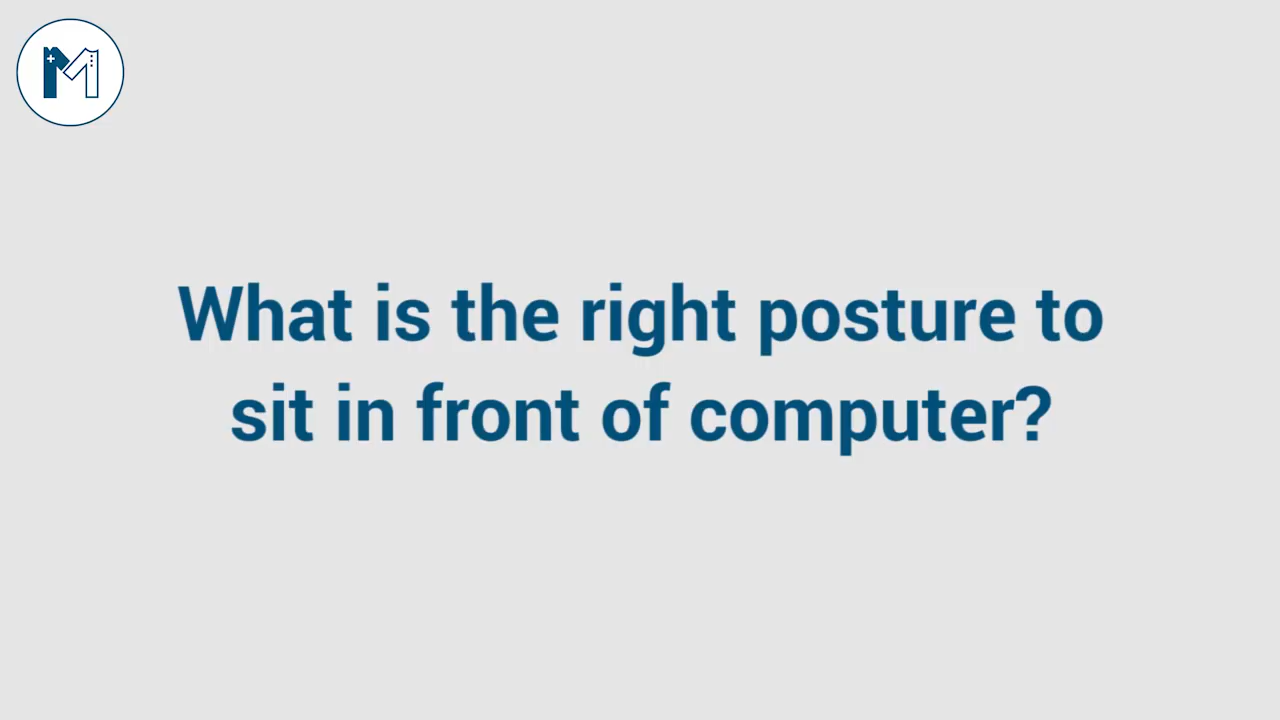 What is the right posture to
sit in front of computer?